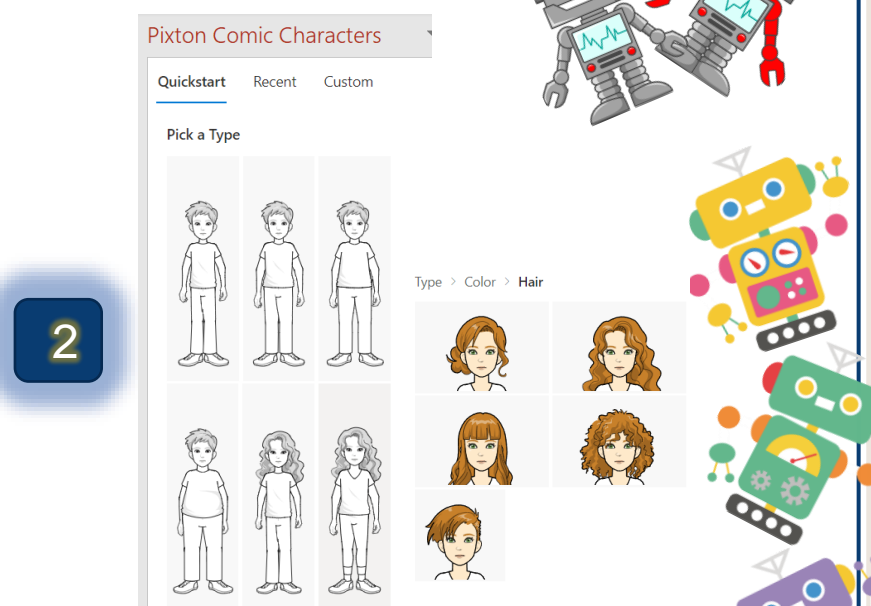 Pixton Comic Characters
Quickstart Recent Custom
Pick a Type
2
Type > Color > Hair